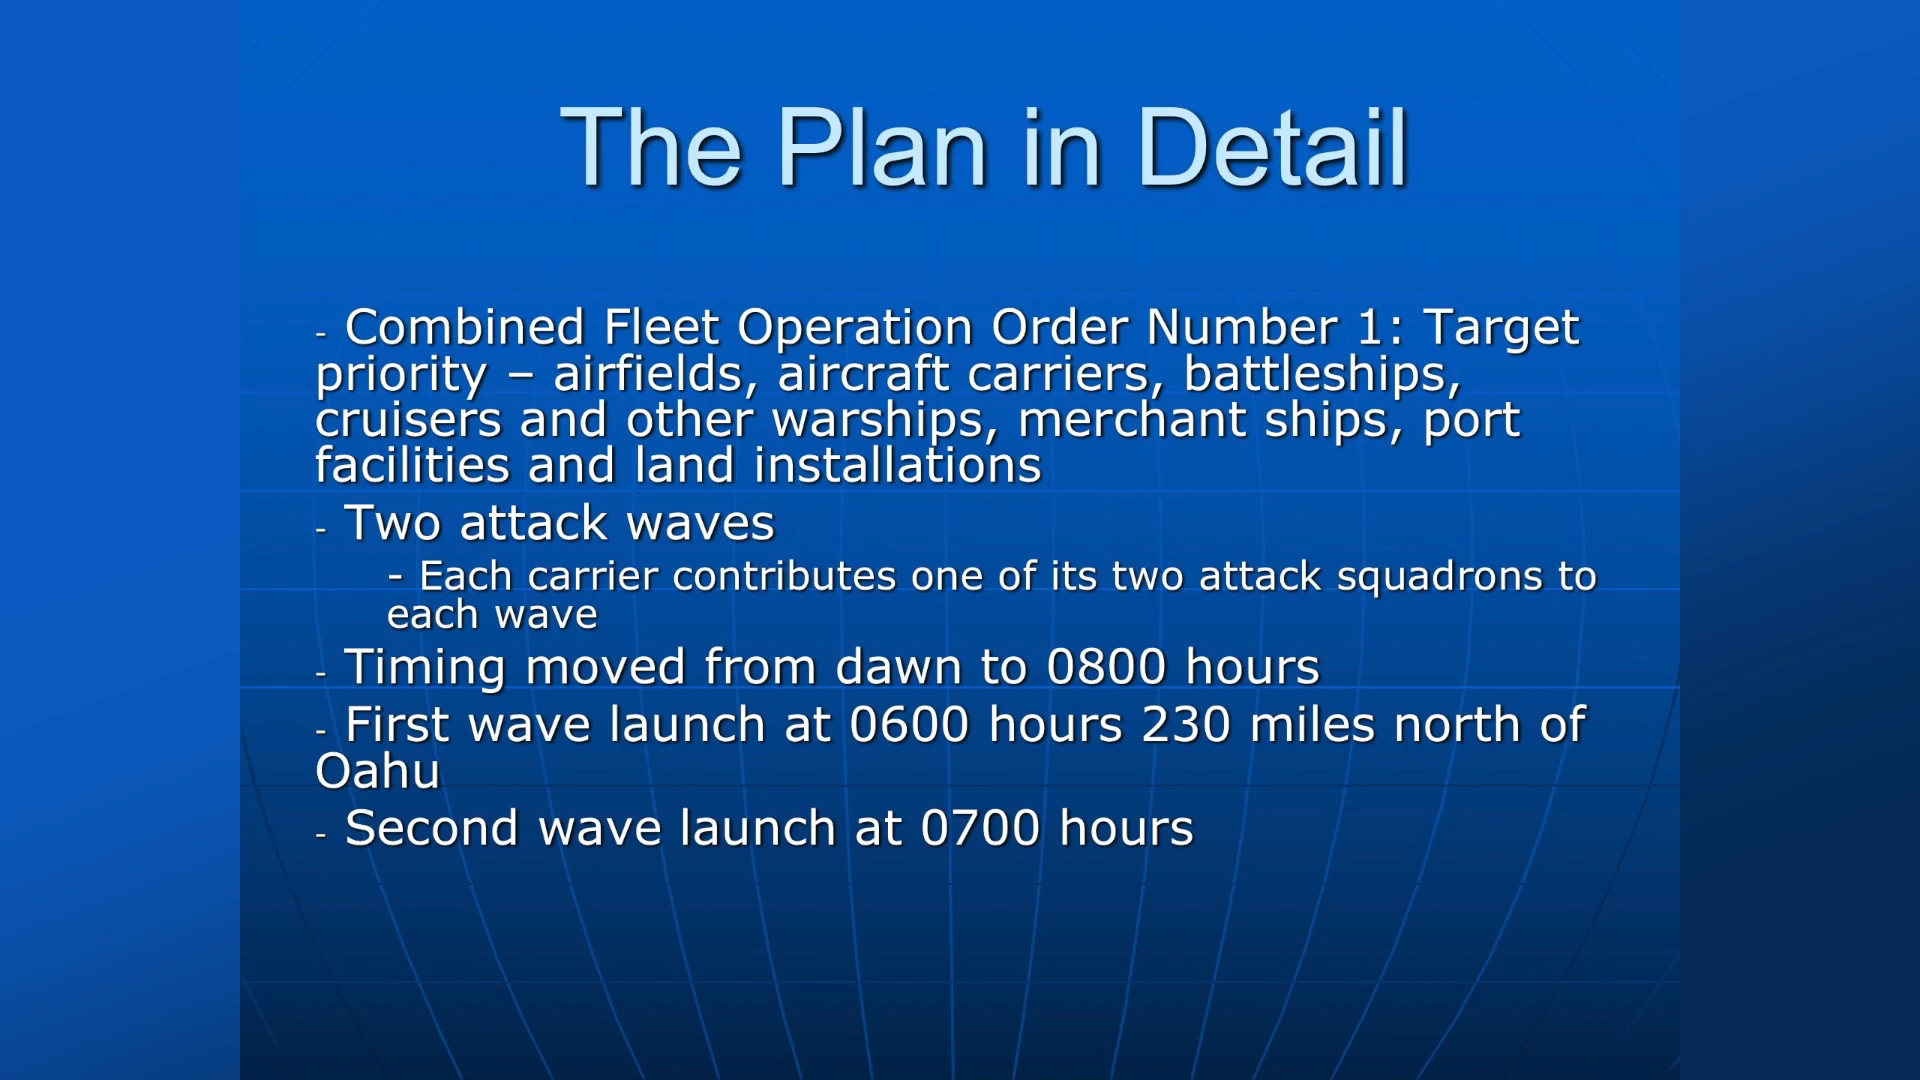 The Plan in Detail
- Combined Fleet Operation Order Number 1: Target
priority – airfields, aircraft carriers, battleships,
cruisers and other warships, merchant ships, port
facilities and land installations
- Two attack waves
- Each carrier contributes one of its two attack squadrons to
each wave
- Timing moved from dawn to 0800 hours
- First wave launch at 0600 hours 230 miles north of
Oahu
- Second wave launch at 0700 hours